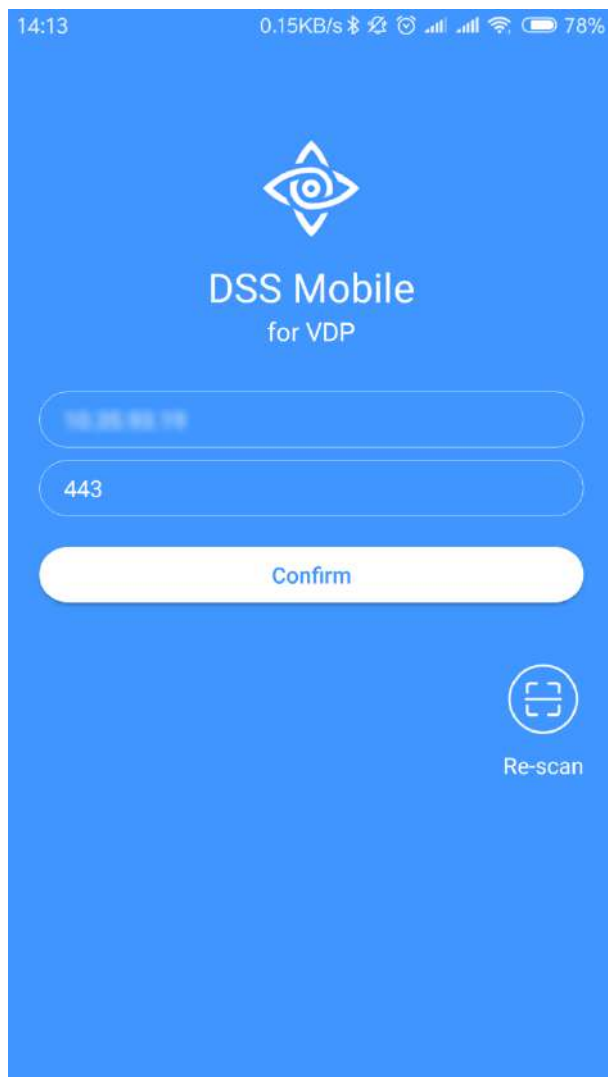 14:13 0.15KB/s 78%
DSS Mobile
for VDP
443
Confirm
Re-scan